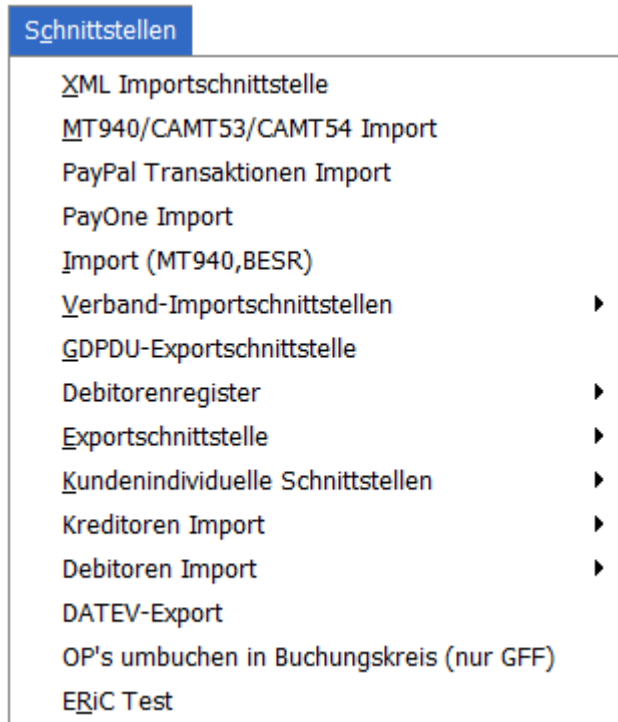 Schnittstellen
XML Importschnittstelle
MT940/CAMT53/CAMT54 Import
PayPal Transaktionen Import
PayOne Import
Import (MT940,BESR)
Verband-Importschnittstellen
GDPDU-Exportschnittstelle
Debitorenregister
Exportschnittstelle
Kundenindividuelle Schnittstellen
Kreditoren Import
Debitoren Import
DATEV-Export
OP's umbuchen in Buchungskreis (nur GFF)
ERiC Test